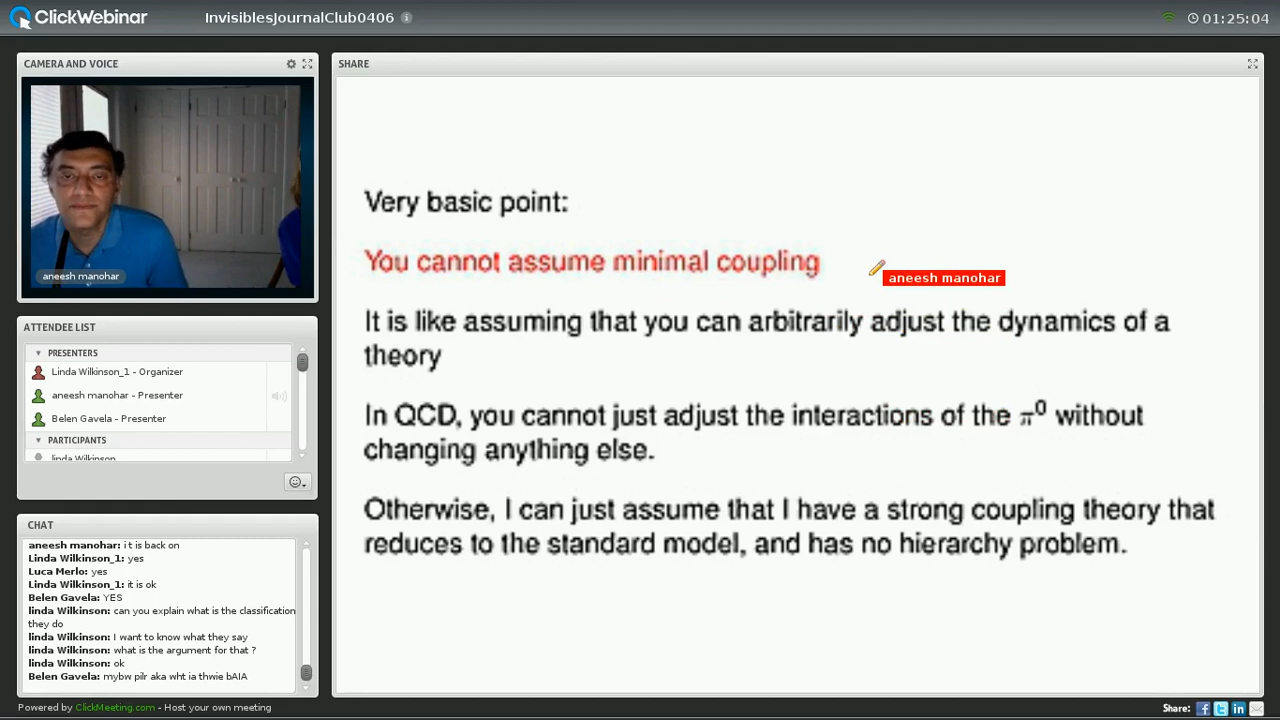 ClickWebinar
InvisiblesJournalClub0406
01:25:04
CAMERA AND VOICE
aneesh manohar
ATTENDEE LIST
PRESENTERS
Linda Wilkinson_1 - Organizer
aneesh manohar - Presenter
Belen Gavela - Presenter
PARTICIPANTS
linda Wilkinson
CHAT
aneesh manohar: i t is back on
Linda Wilkinson_1: yes
Luca Merlo: yes
Linda Wilkinson_1: it is ok
Belen Gavela: YES
linda Wilkinson: can you explain what is the classification
they do
linda Wilkinson: I want to know what they say
linda Wilkinson: what is the argument for that ?
linda Wilkinson: ok
Belen Gavela: mybw pilr aka wht ia thwie bAIA
SHARE
Very basic point:
You cannot assume minimal coupling
aneesh manohar
It is like assuming that you can arbitrarily adjust the dynamics of a
theory
In QCD, you cannot just adjust the interactions of the π⁰ without
changing anything else.
Otherwise, I can just assume that I have a strong coupling theory that
reduces to the standard model, and has no hierarchy problem.
Powered by ClickMeeting.com - Host your own meeting
Share: